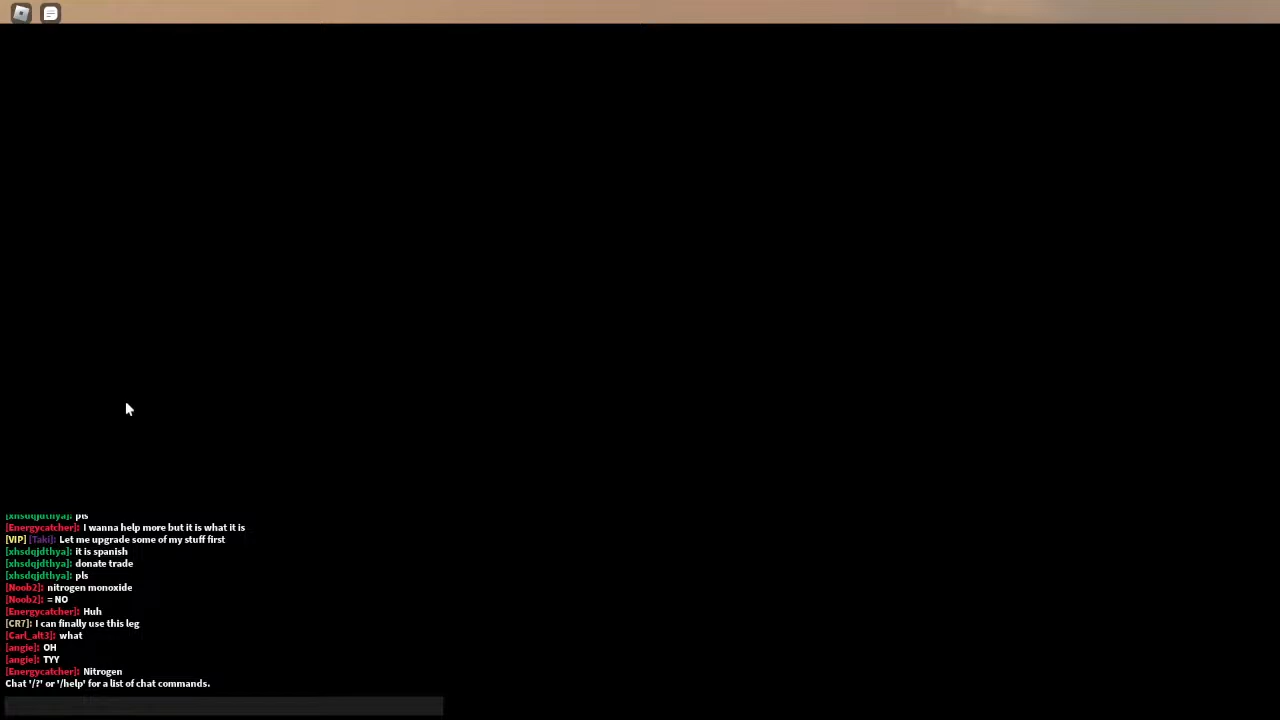 [xhsdqjdthya]: pls
[Energycatcher]: I wanna help more but it is what it is
[VIP] [Taki]: Let me upgrade some of my stuff first
[xhsdqjdthya]: it is spanish
[xhsdqjdthya]: donate trade
[xhsdqjdthya]: pls
[Noob2]: nitrogen monoxide
[Noob2]: = NO
[Energycatcher]: Huh
[CR7]: I can finally use this leg
[Carl_alt3]: what
[angie]: OH
[angie]: TYY
[Energycatcher]: Nitrogen
Chat '/?' or '/help' for a list of chat commands.